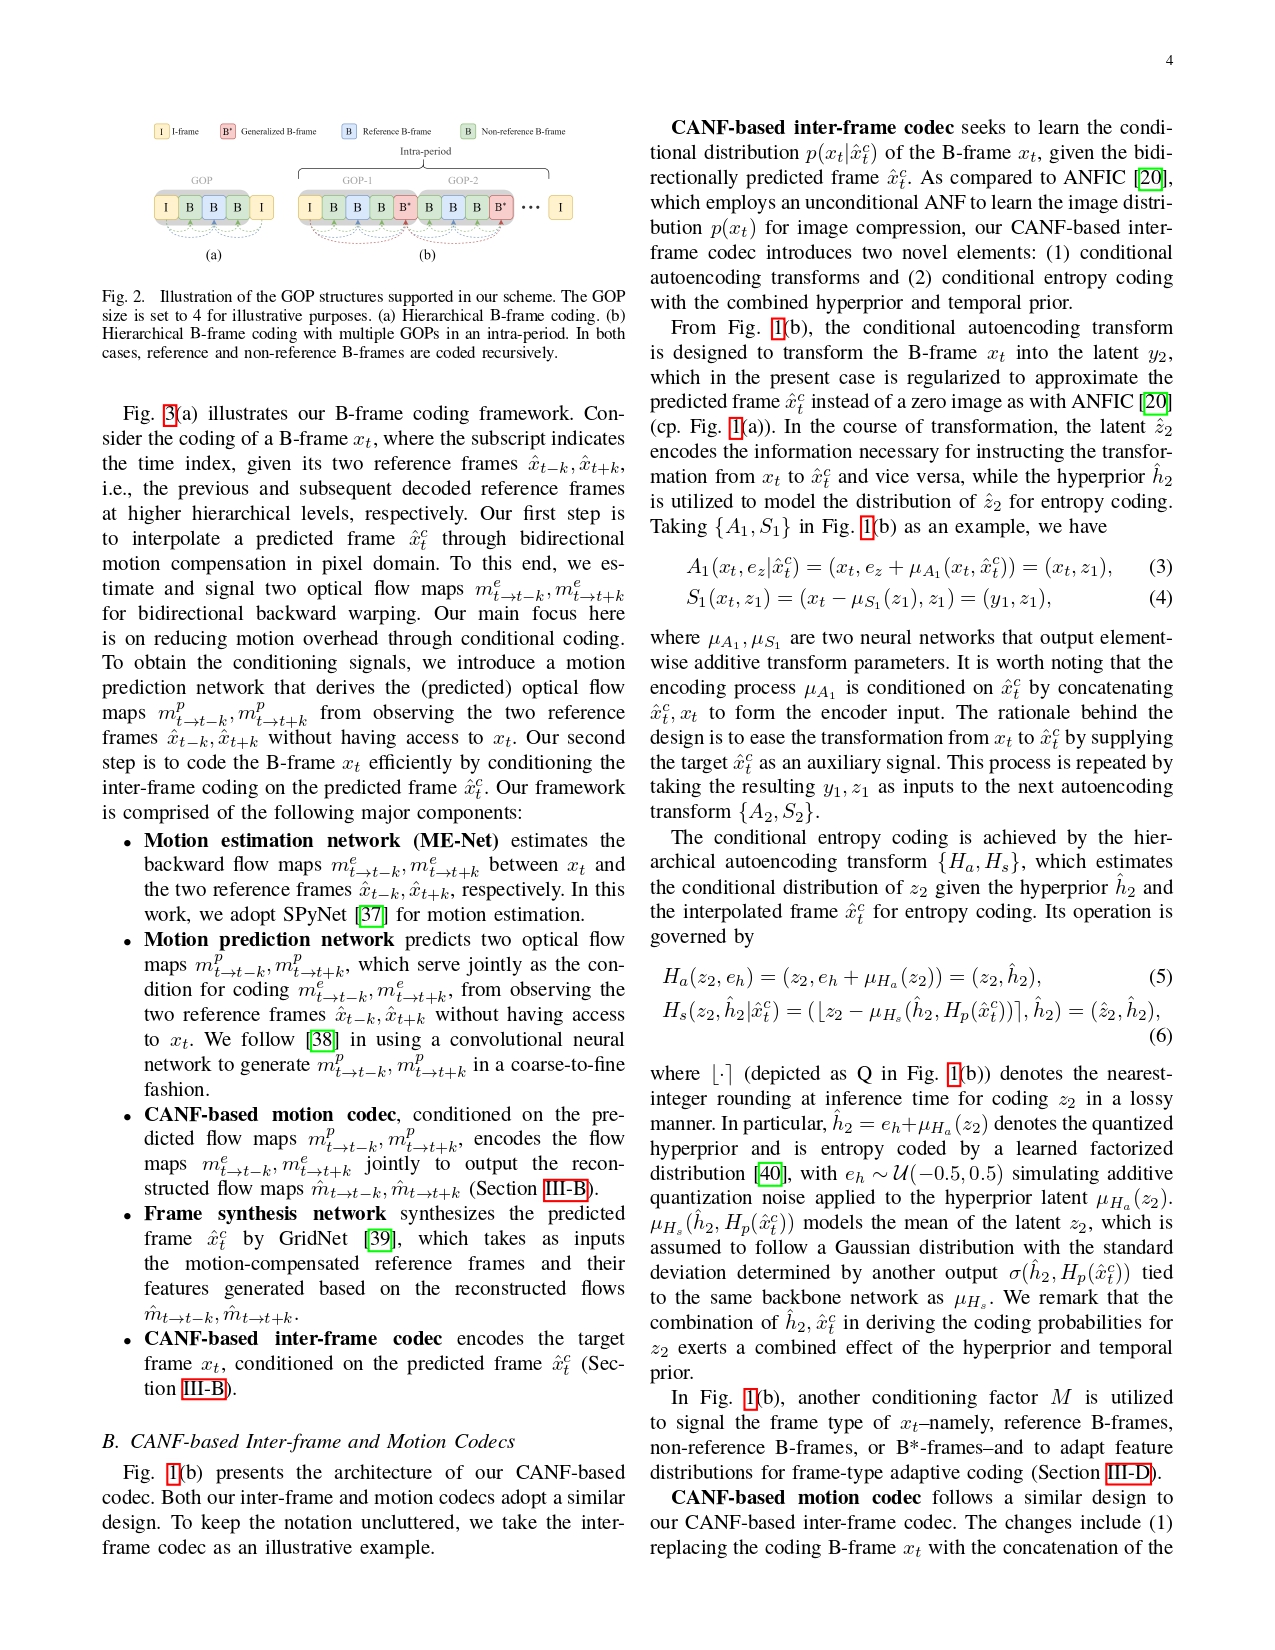 4
I I-frame B* Generalized B-frame B Reference B-frame B Non-reference B-frame
Intra-period
GOP GOP-1 GOP-2
I B B B I I B B B B* B B B B* ··· I
(a) (b)
Fig. 2. Illustration of the GOP structures supported in our scheme. The GOP
size is set to 4 for illustrative purposes. (a) Hierarchical B-frame coding. (b)
Hierarchical B-frame coding with multiple GOPs in an intra-period. In both
cases, reference and non-reference B-frames are coded recursively.
Fig. 3(a) illustrates our B-frame coding framework. Con-
sider the coding of a B-frame $x_t$, where the subscript indicates
the time index, given its two reference frames $\hat{x}_{t-k}, \hat{x}_{t+k}$,
i.e., the previous and subsequent decoded reference frames
at higher hierarchical levels, respectively. Our first step is
to interpolate a predicted frame $\hat{x}_t^c$ through bidirectional
motion compensation in pixel domain. To this end, we es-
timate and signal two optical flow maps $m^e_{t\to t-k}, m^e_{t\to t+k}$
for bidirectional backward warping. Our main focus here
is on reducing motion overhead through conditional coding.
To obtain the conditioning signals, we introduce a motion
prediction network that derives the (predicted) optical flow
maps $m^p_{t\to t-k}, m^p_{t\to t+k}$ from observing the two reference
frames $\hat{x}_{t-k}, \hat{x}_{t+k}$ without having access to $x_t$. Our second
step is to code the B-frame $x_t$ efficiently by conditioning the
inter-frame coding on the predicted frame $\hat{x}_t^c$. Our framework
is comprised of the following major components:
• Motion estimation network (ME-Net) estimates the
backward flow maps $m^e_{t\to t-k}, m^e_{t\to t+k}$ between $x_t$ and
the two reference frames $\hat{x}_{t-k}, \hat{x}_{t+k}$, respectively. In this
work, we adopt SPyNet [37] for motion estimation.
• Motion prediction network predicts two optical flow
maps $m^p_{t\to t-k}, m^p_{t\to t+k}$, which serve jointly as the con-
dition for coding $m^e_{t\to t-k}, m^e_{t\to t+k}$, from observing the
two reference frames $\hat{x}_{t-k}, \hat{x}_{t+k}$ without having access
to $x_t$. We follow [38] in using a convolutional neural
network to generate $m^p_{t\to t-k}, m^p_{t\to t+k}$ in a coarse-to-fine
fashion.
• CANF-based motion codec, conditioned on the pre-
dicted flow maps $m^p_{t\to t-k}, m^p_{t\to t+k}$, encodes the flow
maps $m^e_{t\to t-k}, m^e_{t\to t+k}$ jointly to output the recon-
structed flow maps $\hat{m}_{t\to t-k}, \hat{m}_{t\to t+k}$ (Section III-B).
• Frame synthesis network synthesizes the predicted
frame $\hat{x}_t^c$ by GridNet [39], which takes as inputs
the motion-compensated reference frames and their
features generated based on the reconstructed flows
$\hat{m}_{t\to t-k}, \hat{m}_{t\to t+k}$.
• CANF-based inter-frame codec encodes the target
frame $x_t$, conditioned on the predicted frame $\hat{x}_t^c$ (Sec-
tion III-B).
B. CANF-based Inter-frame and Motion Codecs
Fig. 1(b) presents the architecture of our CANF-based
codec. Both our inter-frame and motion codecs adopt a similar
design. To keep the notation uncluttered, we take the inter-
frame codec as an illustrative example.
CANF-based inter-frame codec seeks to learn the condi-
tional distribution $p(x_t|\hat{x}_t^c)$ of the B-frame $x_t$, given the bidi-
rectionally predicted frame $\hat{x}_t^c$. As compared to ANFIC [20],
which employs an unconditional ANF to learn the image distri-
bution $p(x_t)$ for image compression, our CANF-based inter-
frame codec introduces two novel elements: (1) conditional
autoencoding transforms and (2) conditional entropy coding
with the combined hyperprior and temporal prior.
From Fig. 1(b), the conditional autoencoding transform
is designed to transform the B-frame $x_t$ into the latent $y_2$,
which in the present case is regularized to approximate the
predicted frame $\hat{x}_t^c$ instead of a zero image as with ANFIC [20]
(cp. Fig. 1(a)). In the course of transformation, the latent $\hat{z}_2$
encodes the information necessary for instructing the transfor-
mation from $x_t$ to $\hat{x}_t^c$ and vice versa, while the hyperprior $\hat{h}_2$
is utilized to model the distribution of $\hat{z}_2$ for entropy coding.
Taking $\{A_1, S_1\}$ in Fig. 1(b) as an example, we have
$A_1(x_t, e_z|\hat{x}_t^c) = (x_t, e_z + \mu_{A_1}(x_t, \hat{x}_t^c)) = (x_t, z_1)$, (3)
$S_1(x_t, z_1) = (x_t - \mu_{S_1}(z_1), z_1) = (y_1, z_1)$, (4)
where $\mu_{A_1}, \mu_{S_1}$ are two neural networks that output element-
wise additive transform parameters. It is worth noting that the
encoding process $\mu_{A_1}$ is conditioned on $\hat{x}_t^c$ by concatenating
$\hat{x}_t^c, x_t$ to form the encoder input. The rationale behind the
design is to ease the transformation from $x_t$ to $\hat{x}_t^c$ by supplying
the target $\hat{x}_t^c$ as an auxiliary signal. This process is repeated by
taking the resulting $y_1, z_1$ as inputs to the next autoencoding
transform $\{A_2, S_2\}$.
The conditional entropy coding is achieved by the hier-
archical autoencoding transform $\{H_a, H_s\}$, which estimates
the conditional distribution of $z_2$ given the hyperprior $\hat{h}_2$ and
the interpolated frame $\hat{x}_t^c$ for entropy coding. Its operation is
governed by
$H_a(z_2, e_h) = (z_2, e_h + \mu_{H_a}(z_2)) = (z_2, \hat{h}_2)$, (5)
$H_s(z_2, \hat{h}_2|\hat{x}_t^c) = (\lfloor z_2 - \mu_{H_s}(\hat{h}_2, H_p(\hat{x}_t^c))\rceil, \hat{h}_2) = (\hat{z}_2, \hat{h}_2)$,
(6)
where $\lfloor\cdot\rceil$ (depicted as Q in Fig. 1(b)) denotes the nearest-
integer rounding at inference time for coding $z_2$ in a lossy
manner. In particular, $\hat{h}_2 = e_h + \mu_{H_a}(z_2)$ denotes the quantized
hyperprior and is entropy coded by a learned factorized
distribution [40], with $e_h \sim \mathcal{U}(-0.5, 0.5)$ simulating additive
quantization noise applied to the hyperprior latent $\mu_{H_a}(z_2)$.
$\mu_{H_s}(\hat{h}_2, H_p(\hat{x}_t^c))$ models the mean of the latent $z_2$, which is
assumed to follow a Gaussian distribution with the standard
deviation determined by another output $\sigma(\hat{h}_2, H_p(\hat{x}_t^c))$ tied
to the same backbone network as $\mu_{H_s}$. We remark that the
combination of $\hat{h}_2, \hat{x}_t^c$ in deriving the coding probabilities for
$z_2$ exerts a combined effect of the hyperprior and temporal
prior.
In Fig. 1(b), another conditioning factor $M$ is utilized
to signal the frame type of $x_t$–namely, reference B-frames,
non-reference B-frames, or B*-frames–and to adapt feature
distributions for frame-type adaptive coding (Section III-D).
CANF-based motion codec follows a similar design to
our CANF-based inter-frame codec. The changes include (1)
replacing the coding B-frame $x_t$ with the concatenation of the